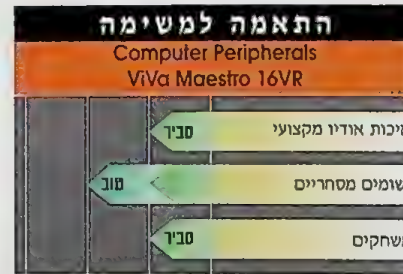 התאמה למשימה
Computer Peripherals
ViVa Maestro 16VR
אודיו מקצועי
סביר
מסחריים
טוב
סביר